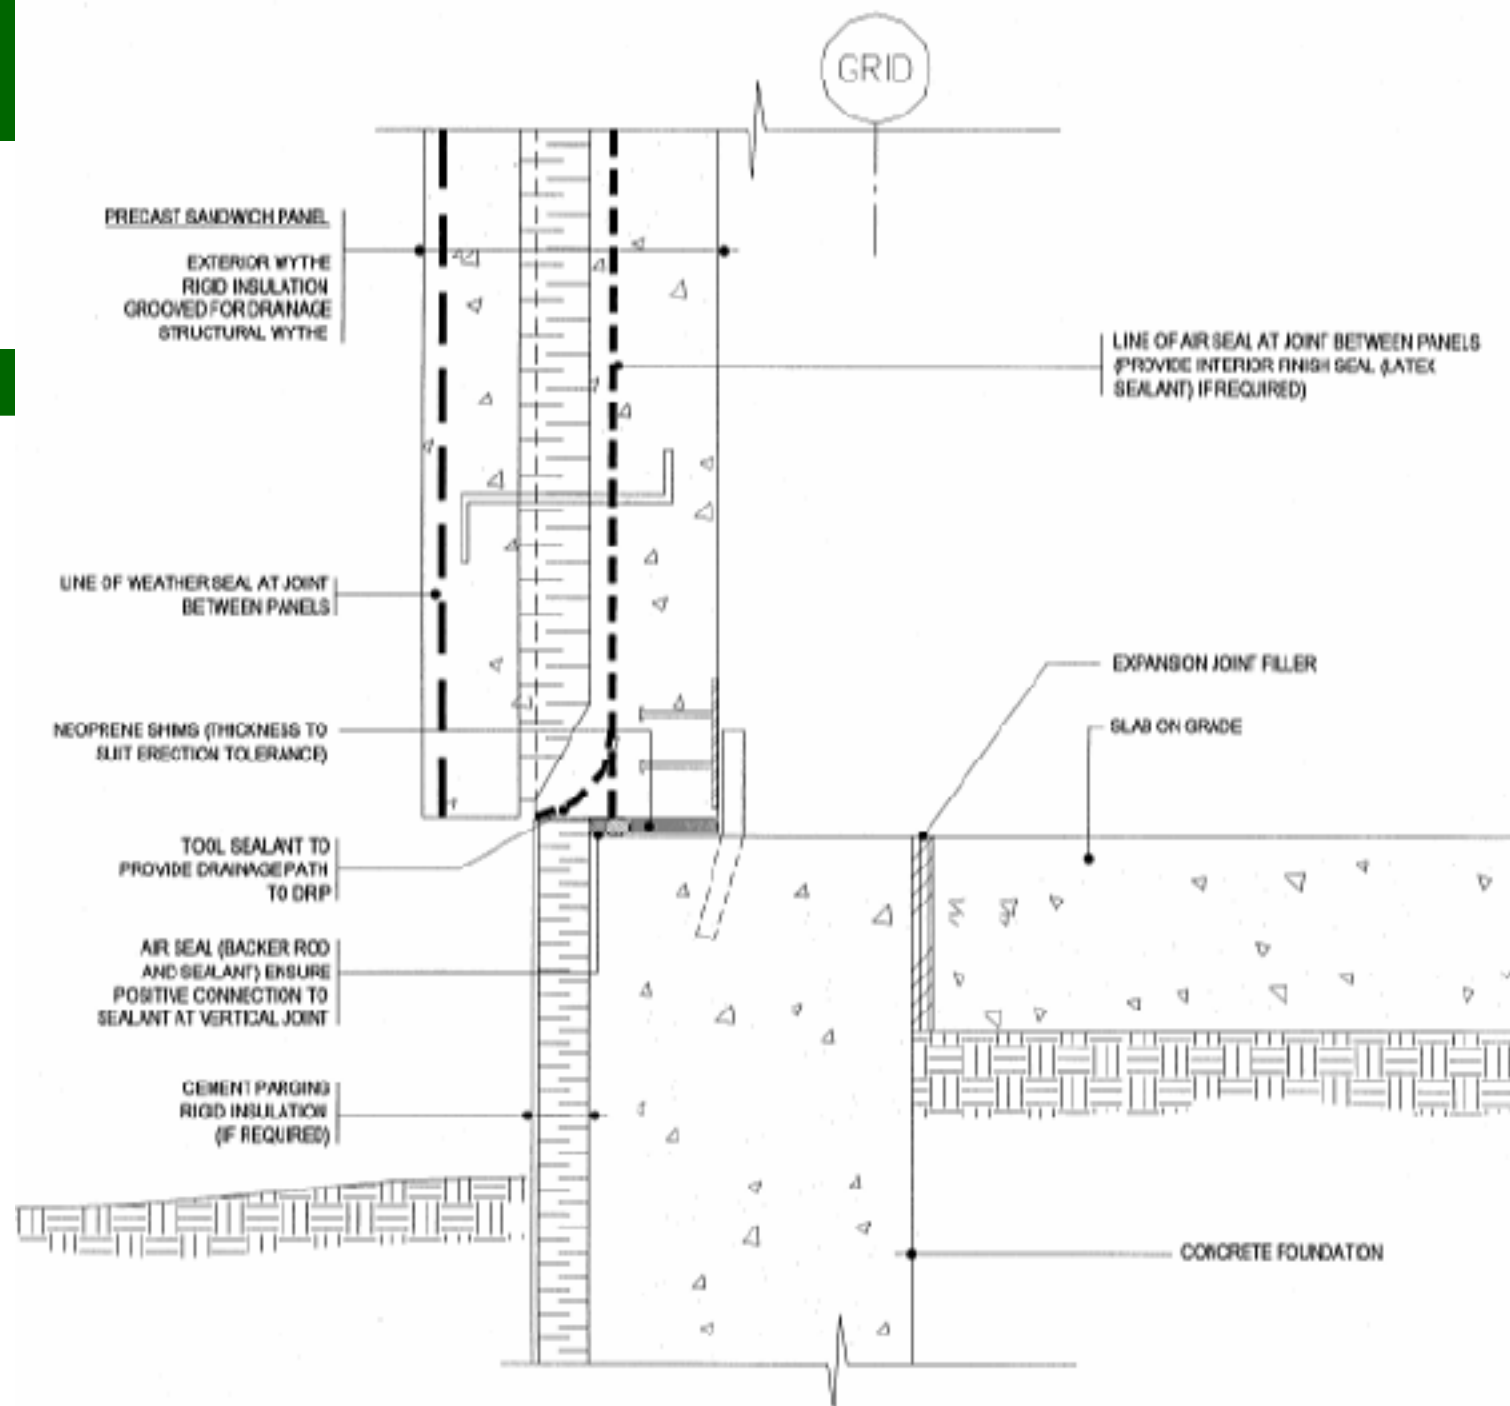 GRID
PRECAST SANDWICH PANEL
EXTERIOR WYTHE
RIGID INSULATION
GROOVED FOR DRAINAGE
STRUCTURAL WYTHE
LINE OF AIR SEAL AT JOINT BETWEEN PANELS
(PROVIDE INTERIOR FINISH SEAL (LATEX
SEALANT) IF REQUIRED)
LINE OF WEATHER SEAL AT JOINT
BETWEEN PANELS
EXPANSION JOINT FILLER
SLAB ON GRADE
NEOPRENE SHIMS (THICKNESS TO
SUIT ERECTION TOLERANCE)
TOOL SEALANT TO
PROVIDE DRAINAGE PATH
TO DRIP
AIR SEAL (BACKER ROD
AND SEALANT) ENSURE
POSITIVE CONNECTION TO
SEALANT AT VERTICAL JOINT
CEMENT PARGING
RIGID INSULATION
(IF REQUIRED)
CONCRETE FOUNDATION